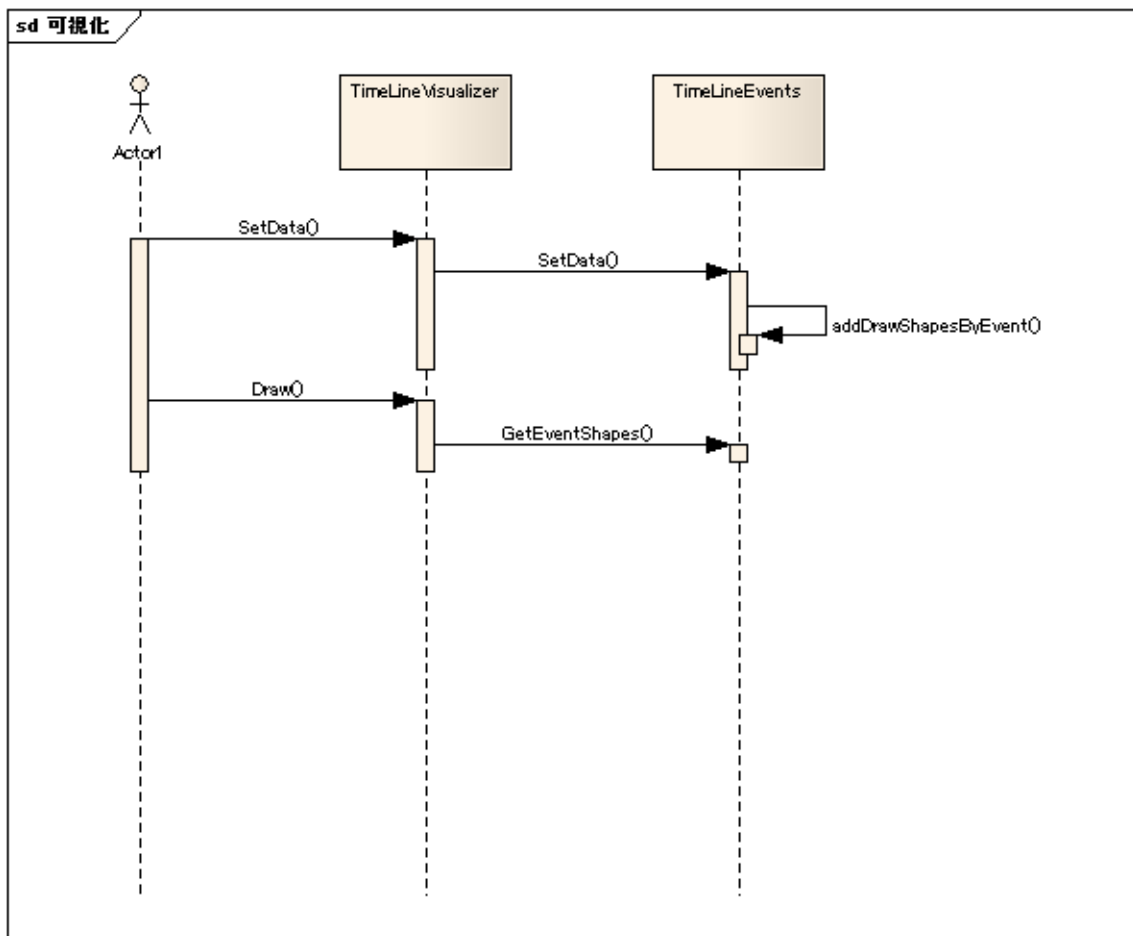 sd 可視化
TimeLineVisualizer
TimeLineEvents
Actor1
SetData()
SetData()
addDrawShapesByEvent()
Draw()
GetEventShapes()